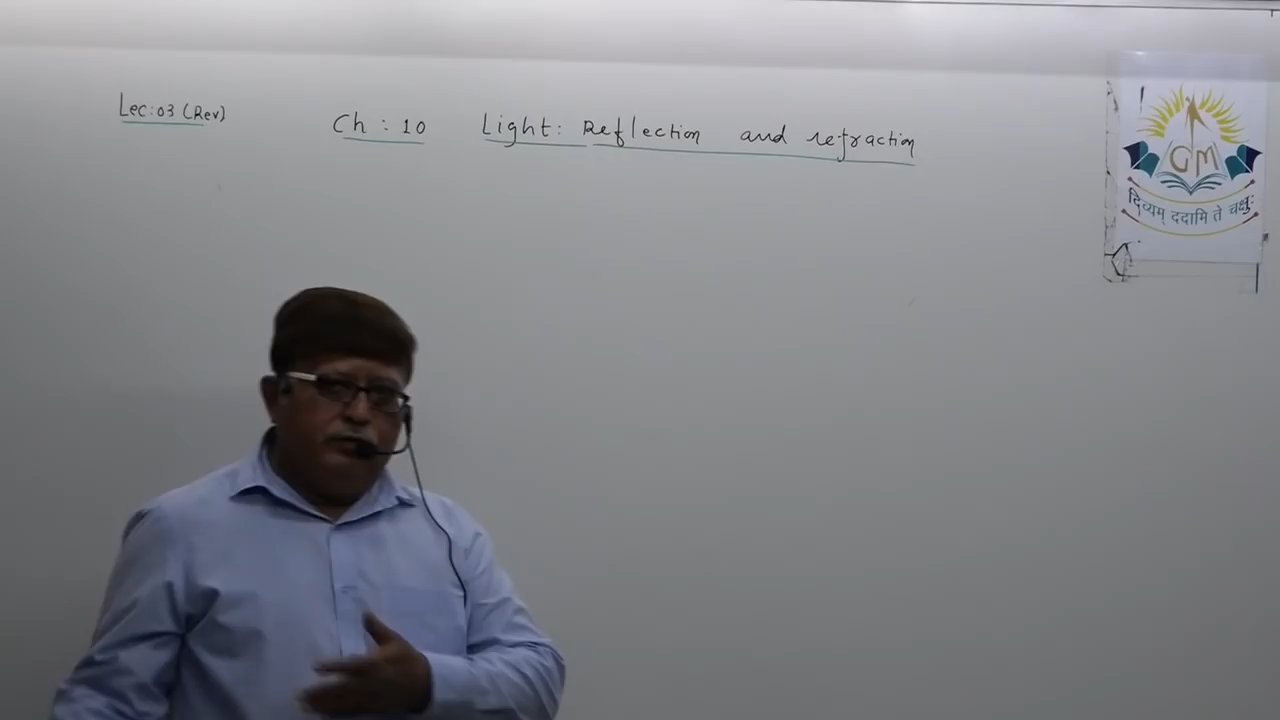 Lec:03 (Rev)
Ch : 10 Light: Reflection and refraction
GM
दिव्यम् ददामि ते चक्षुः